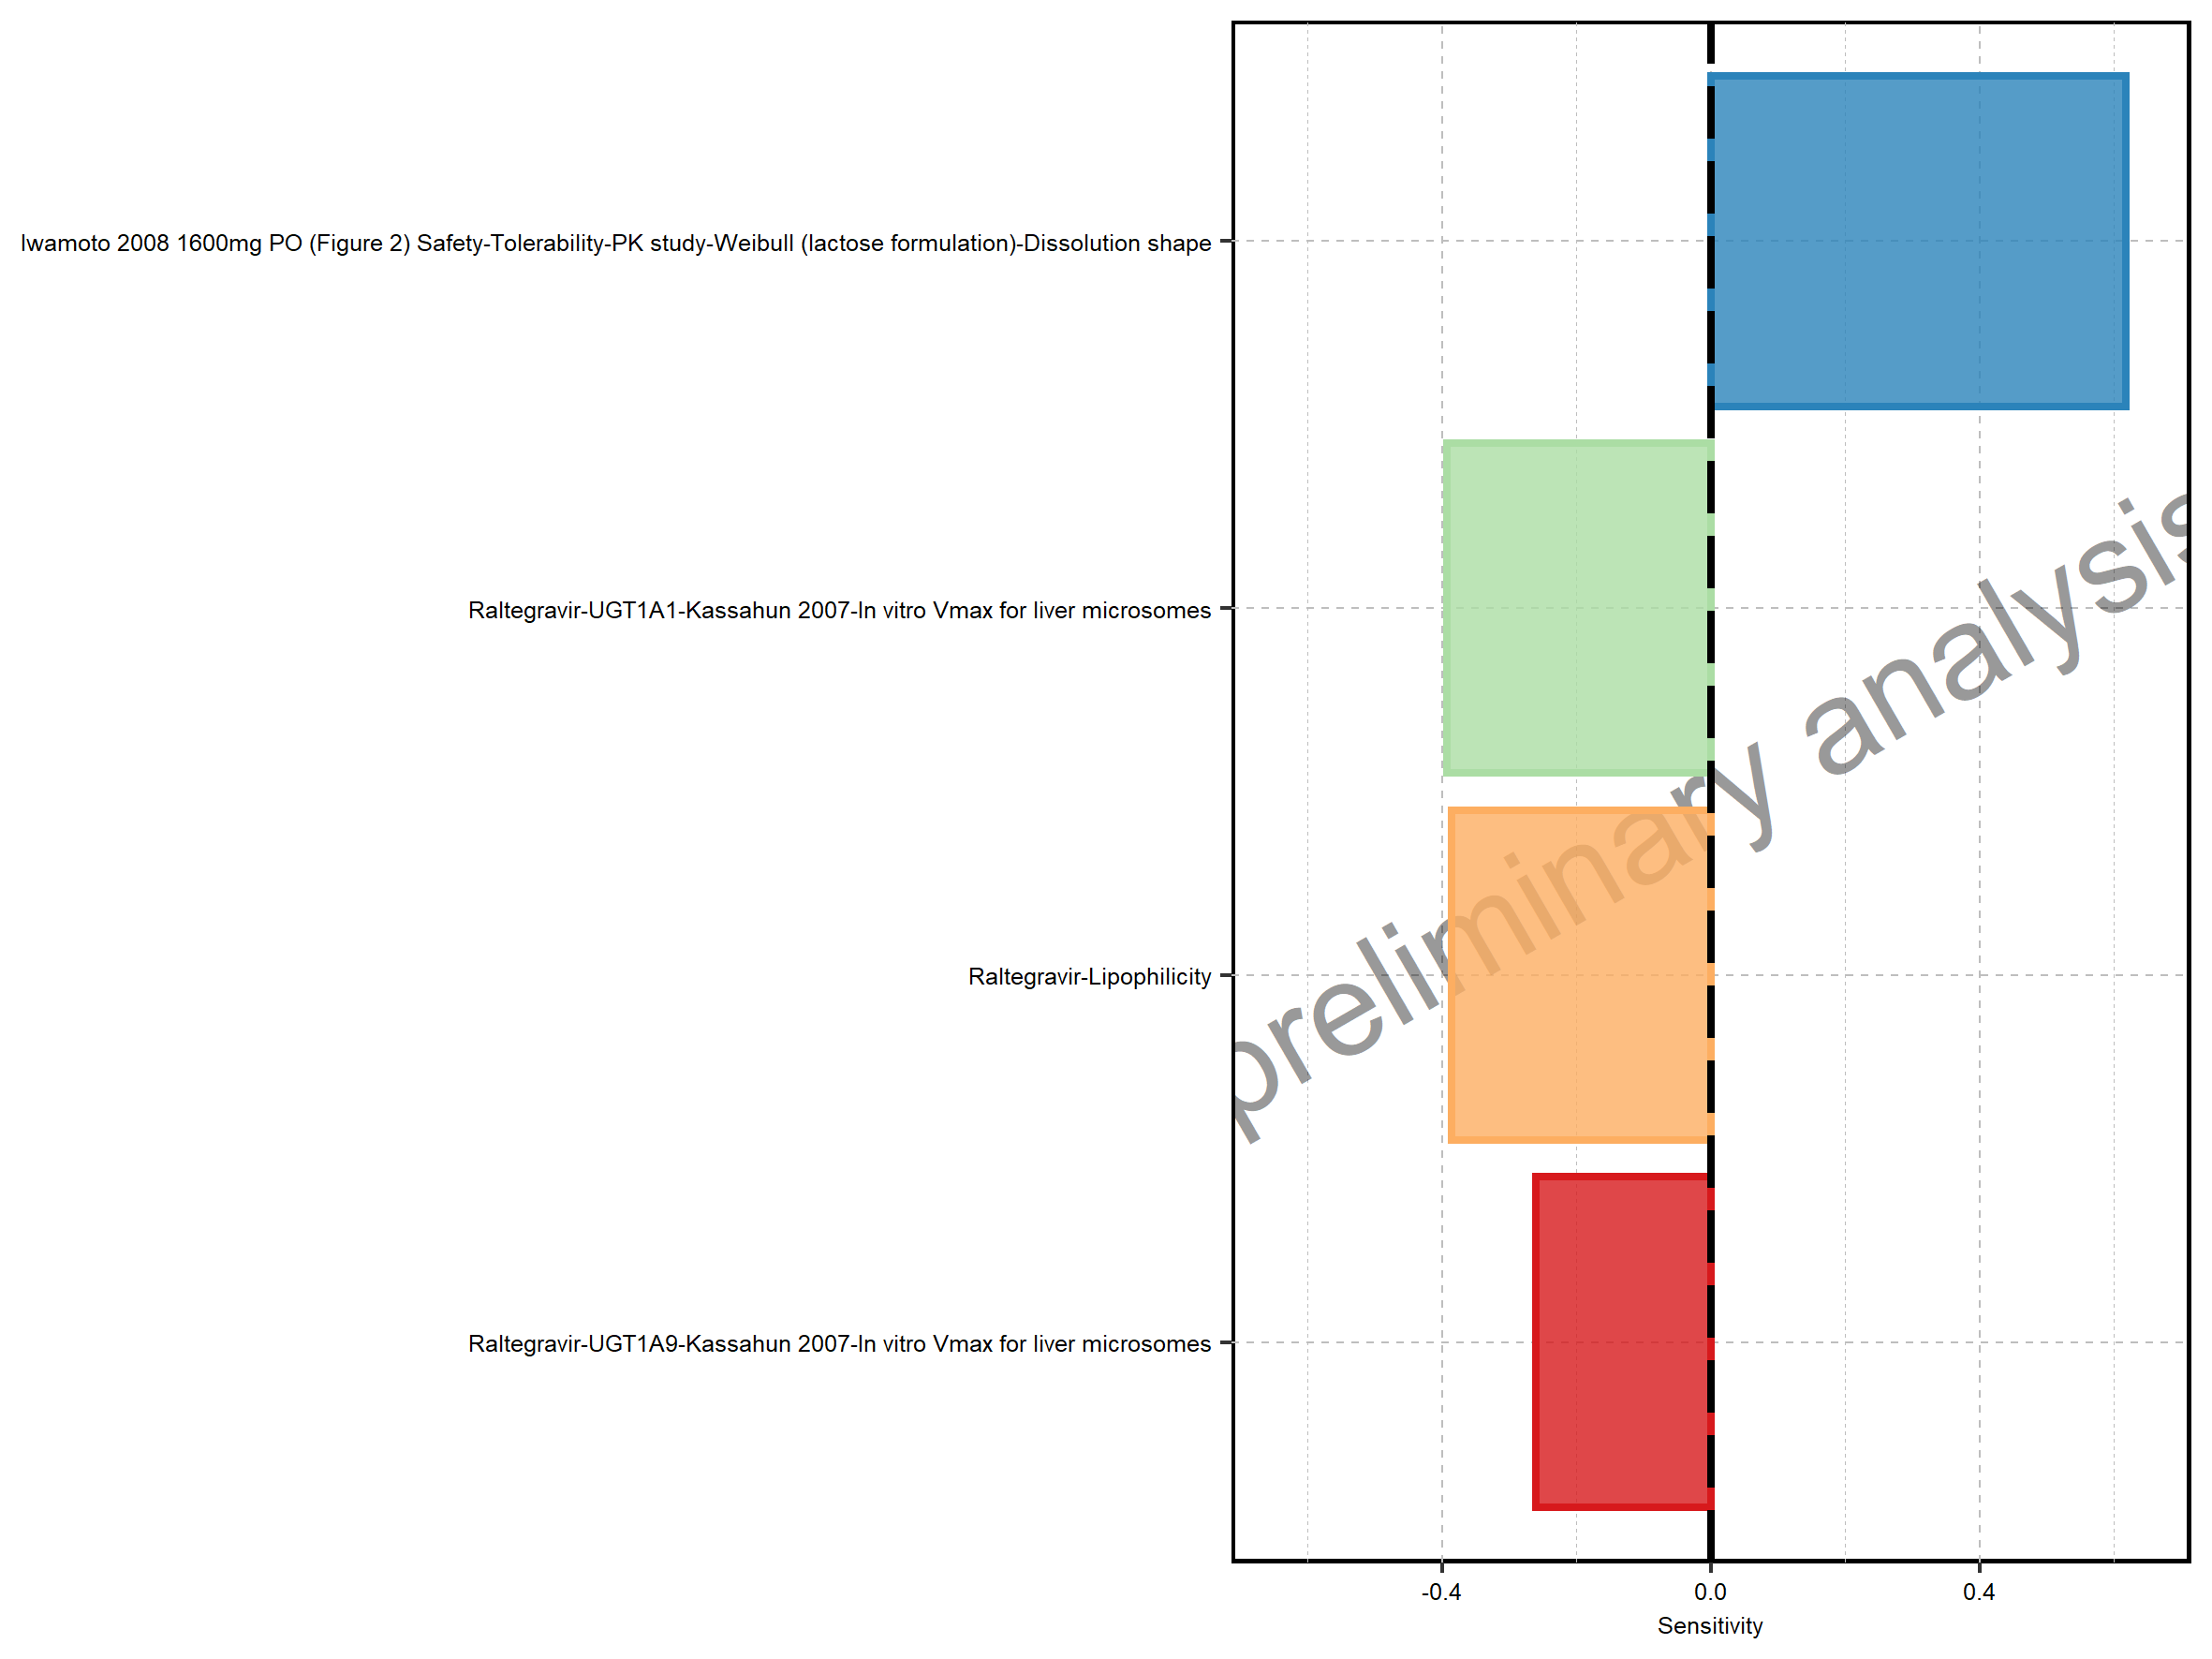 Iwamoto 2008 1600mg PO (Figure 2) Safety-Tolerability-PK study-Weibull (lactose formulation)-Dissolution shape
Raltegravir-UGT1A1-Kassahun 2007-In vitro Vmax for liver microsomes
Raltegravir-Lipophilicity
Raltegravir-UGT1A9-Kassahun 2007-In vitro Vmax for liver microsomes
preliminary analysis
-0.4 0.0 0.4
Sensitivity